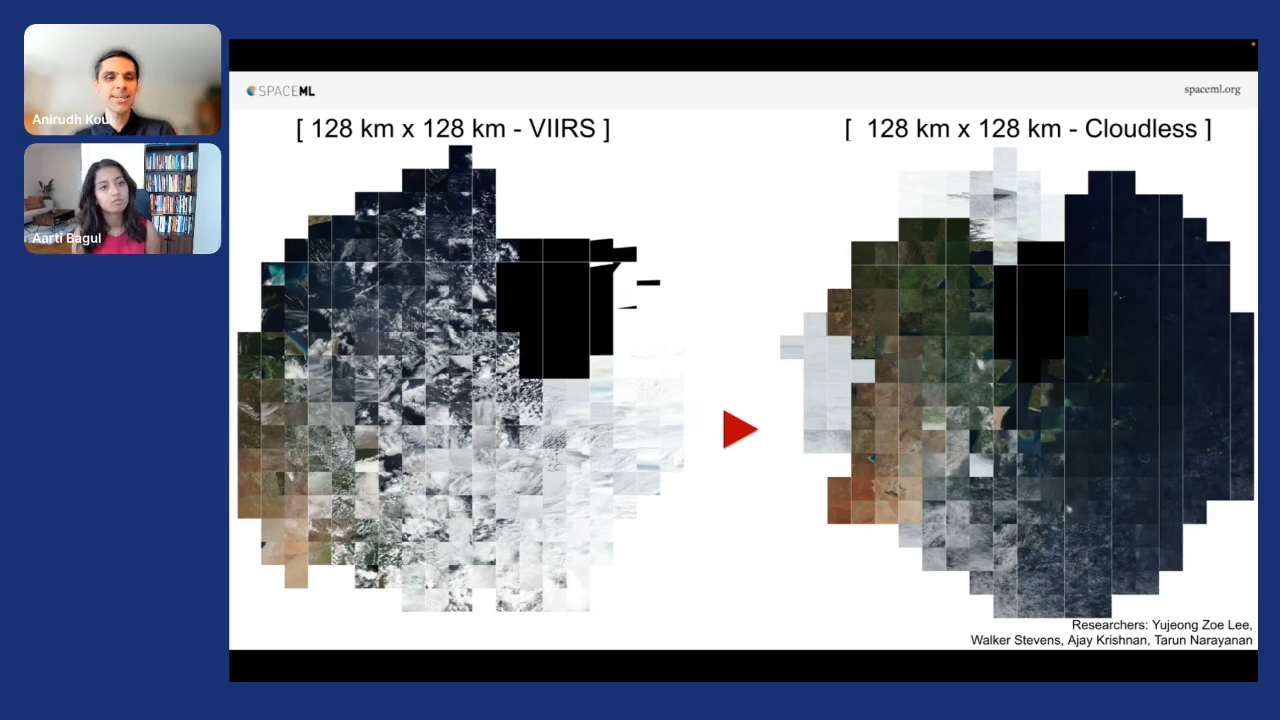 Anirudh Koul
Aarti Bagul
SPACEML
spaceml.org
[ 128 km x 128 km - VIIRS ]
[ 128 km x 128 km - Cloudless ]
Researchers: Yujeong Zoe Lee,
Walker Stevens, Ajay Krishnan, Tarun Narayanan